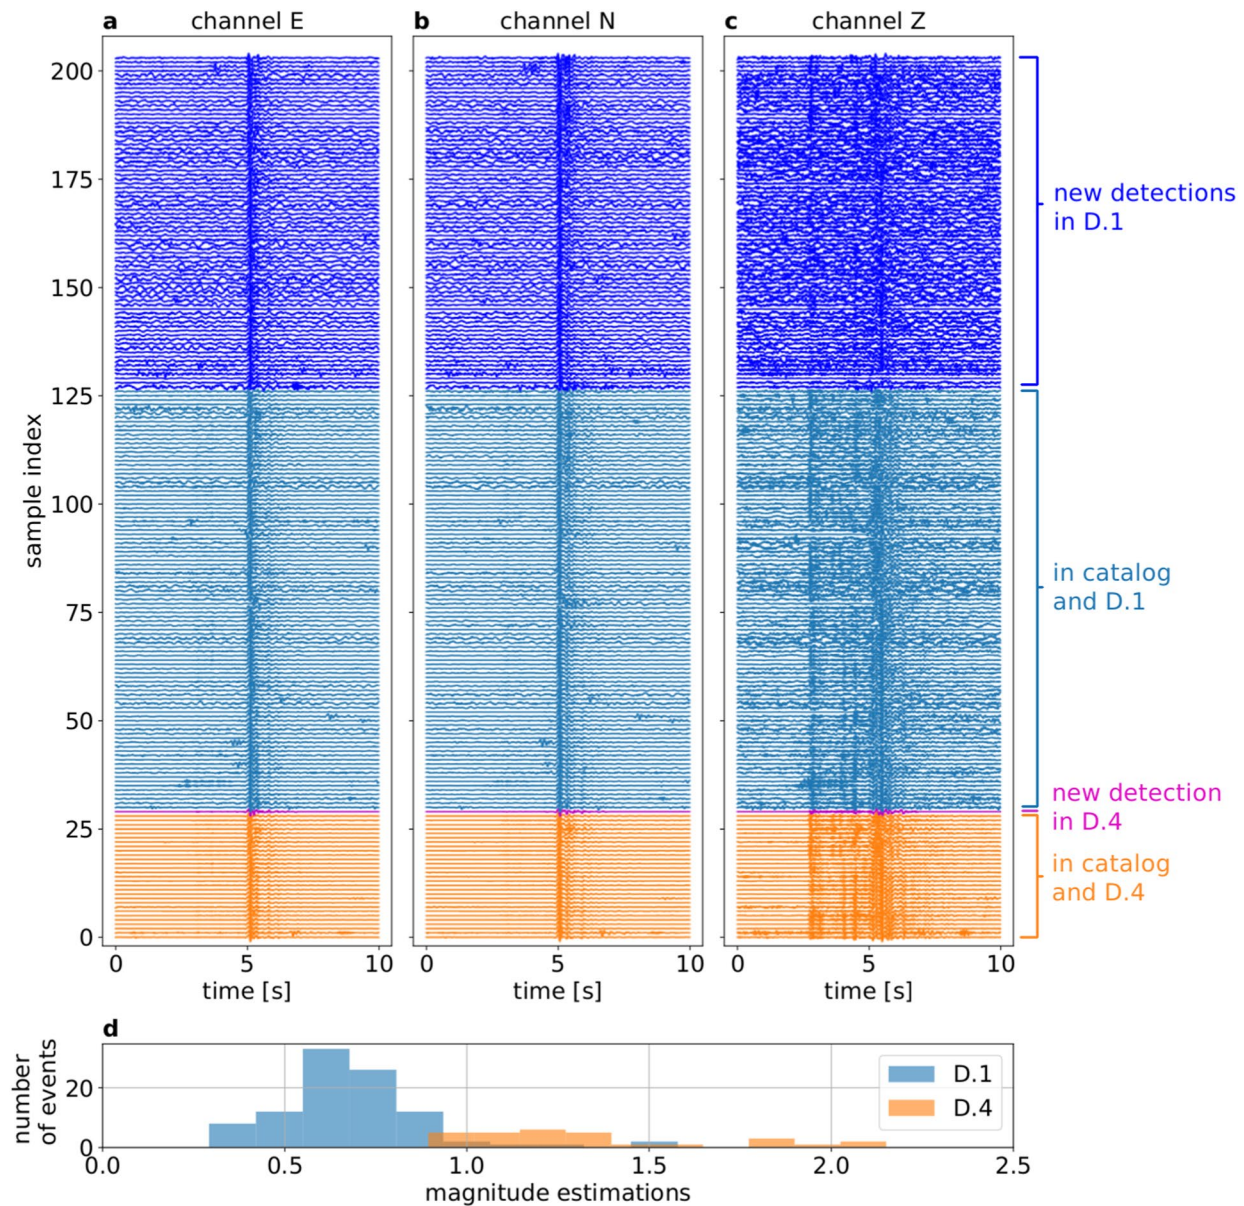 a channel E
b channel N
c channel Z
sample index
200
175
150
125
100
75
50
25
0
new detections
in D.1
in catalog
and D.1
new detection
in D.4
in catalog
and D.4
0 5 10
0 5 10
0 5 10
time [s]
time [s]
time [s]
d
number
of events
20
0
D.1
D.4
0.0 0.5 1.0 1.5 2.0 2.5
magnitude estimations